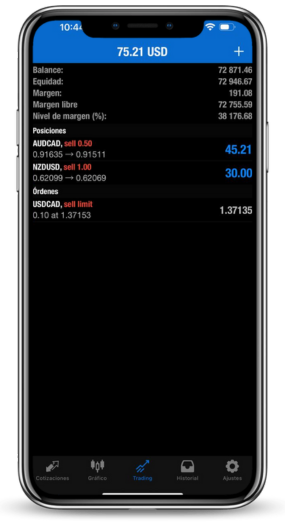 10:44
75.21 USD +
Balance: 72 871.46
Equidad: 72 946.67
Margen: 191.08
Margen libre 72 755.59
Nivel de margen (%): 38 176.68
Posiciones
AUDCAD, sell 0.50 45.21
0.91635 → 0.91511
NZDUSD, sell 1.00 30.00
0.62099 → 0.62069
Órdenes
USDCAD, sell limit 1.37135
0.10 at 1.37153
Cotizaciones Gráfico Trading Historial Ajustes